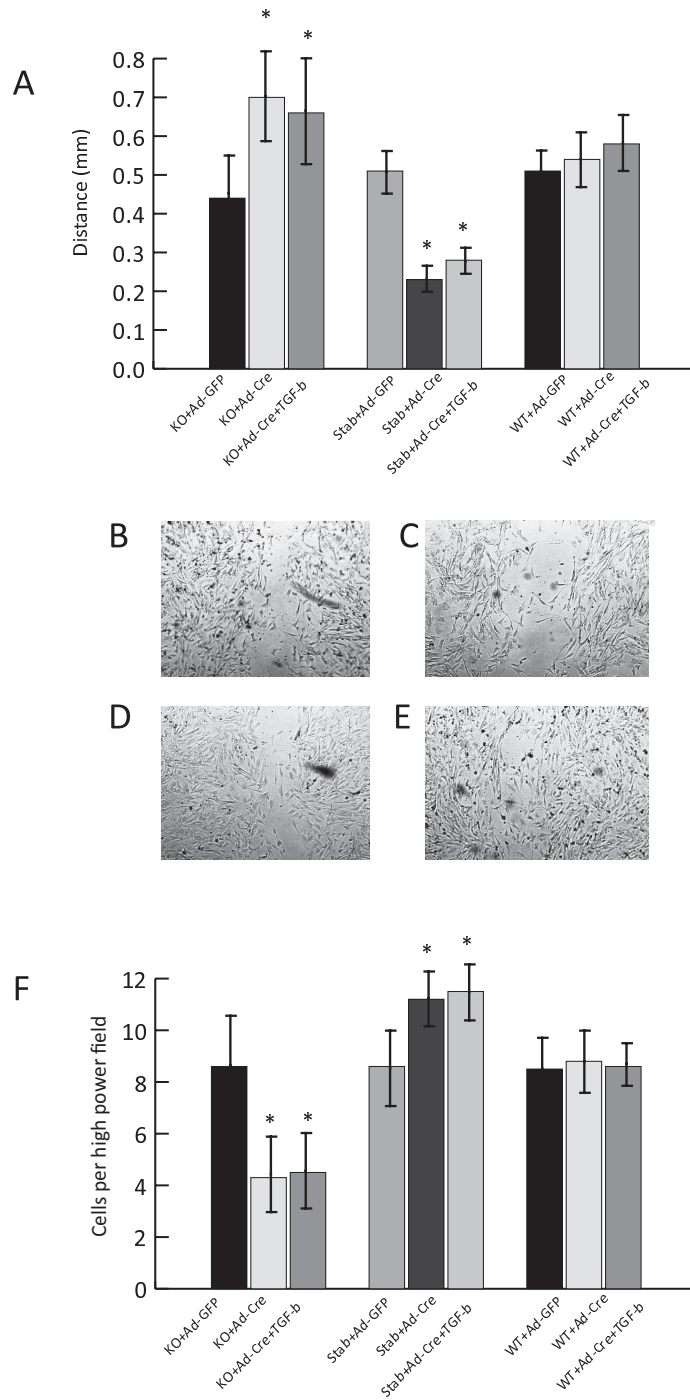 *
*
A
0.8
0.7
0.6
0.5
0.4
0.3
0.2
0.1
0.0
Distance (mm)
*
*
KO+Ad-GFP
KO+Ad-Cre
KO+Ad-Cre+TGF-b
Stab+Ad-GFP
Stab+Ad-Cre
Stab+Ad-Cre+TGF-b
WT+Ad-GFP
WT+Ad-Cre
WT+Ad-Cre+TGF-b
B
C
D
E
F
12
10
8
6
4
2
0
Cells per high power field
*
*
*
*
KO+Ad-GFP
KO+Ad-Cre
KO+Ad-Cre+TGF-b
Stab+Ad-GFP
Stab+Ad-Cre
Stab+Ad-Cre+TGF-b
WT+Ad-GFP
WT+Ad-Cre
WT+Ad-Cre+TGF-b